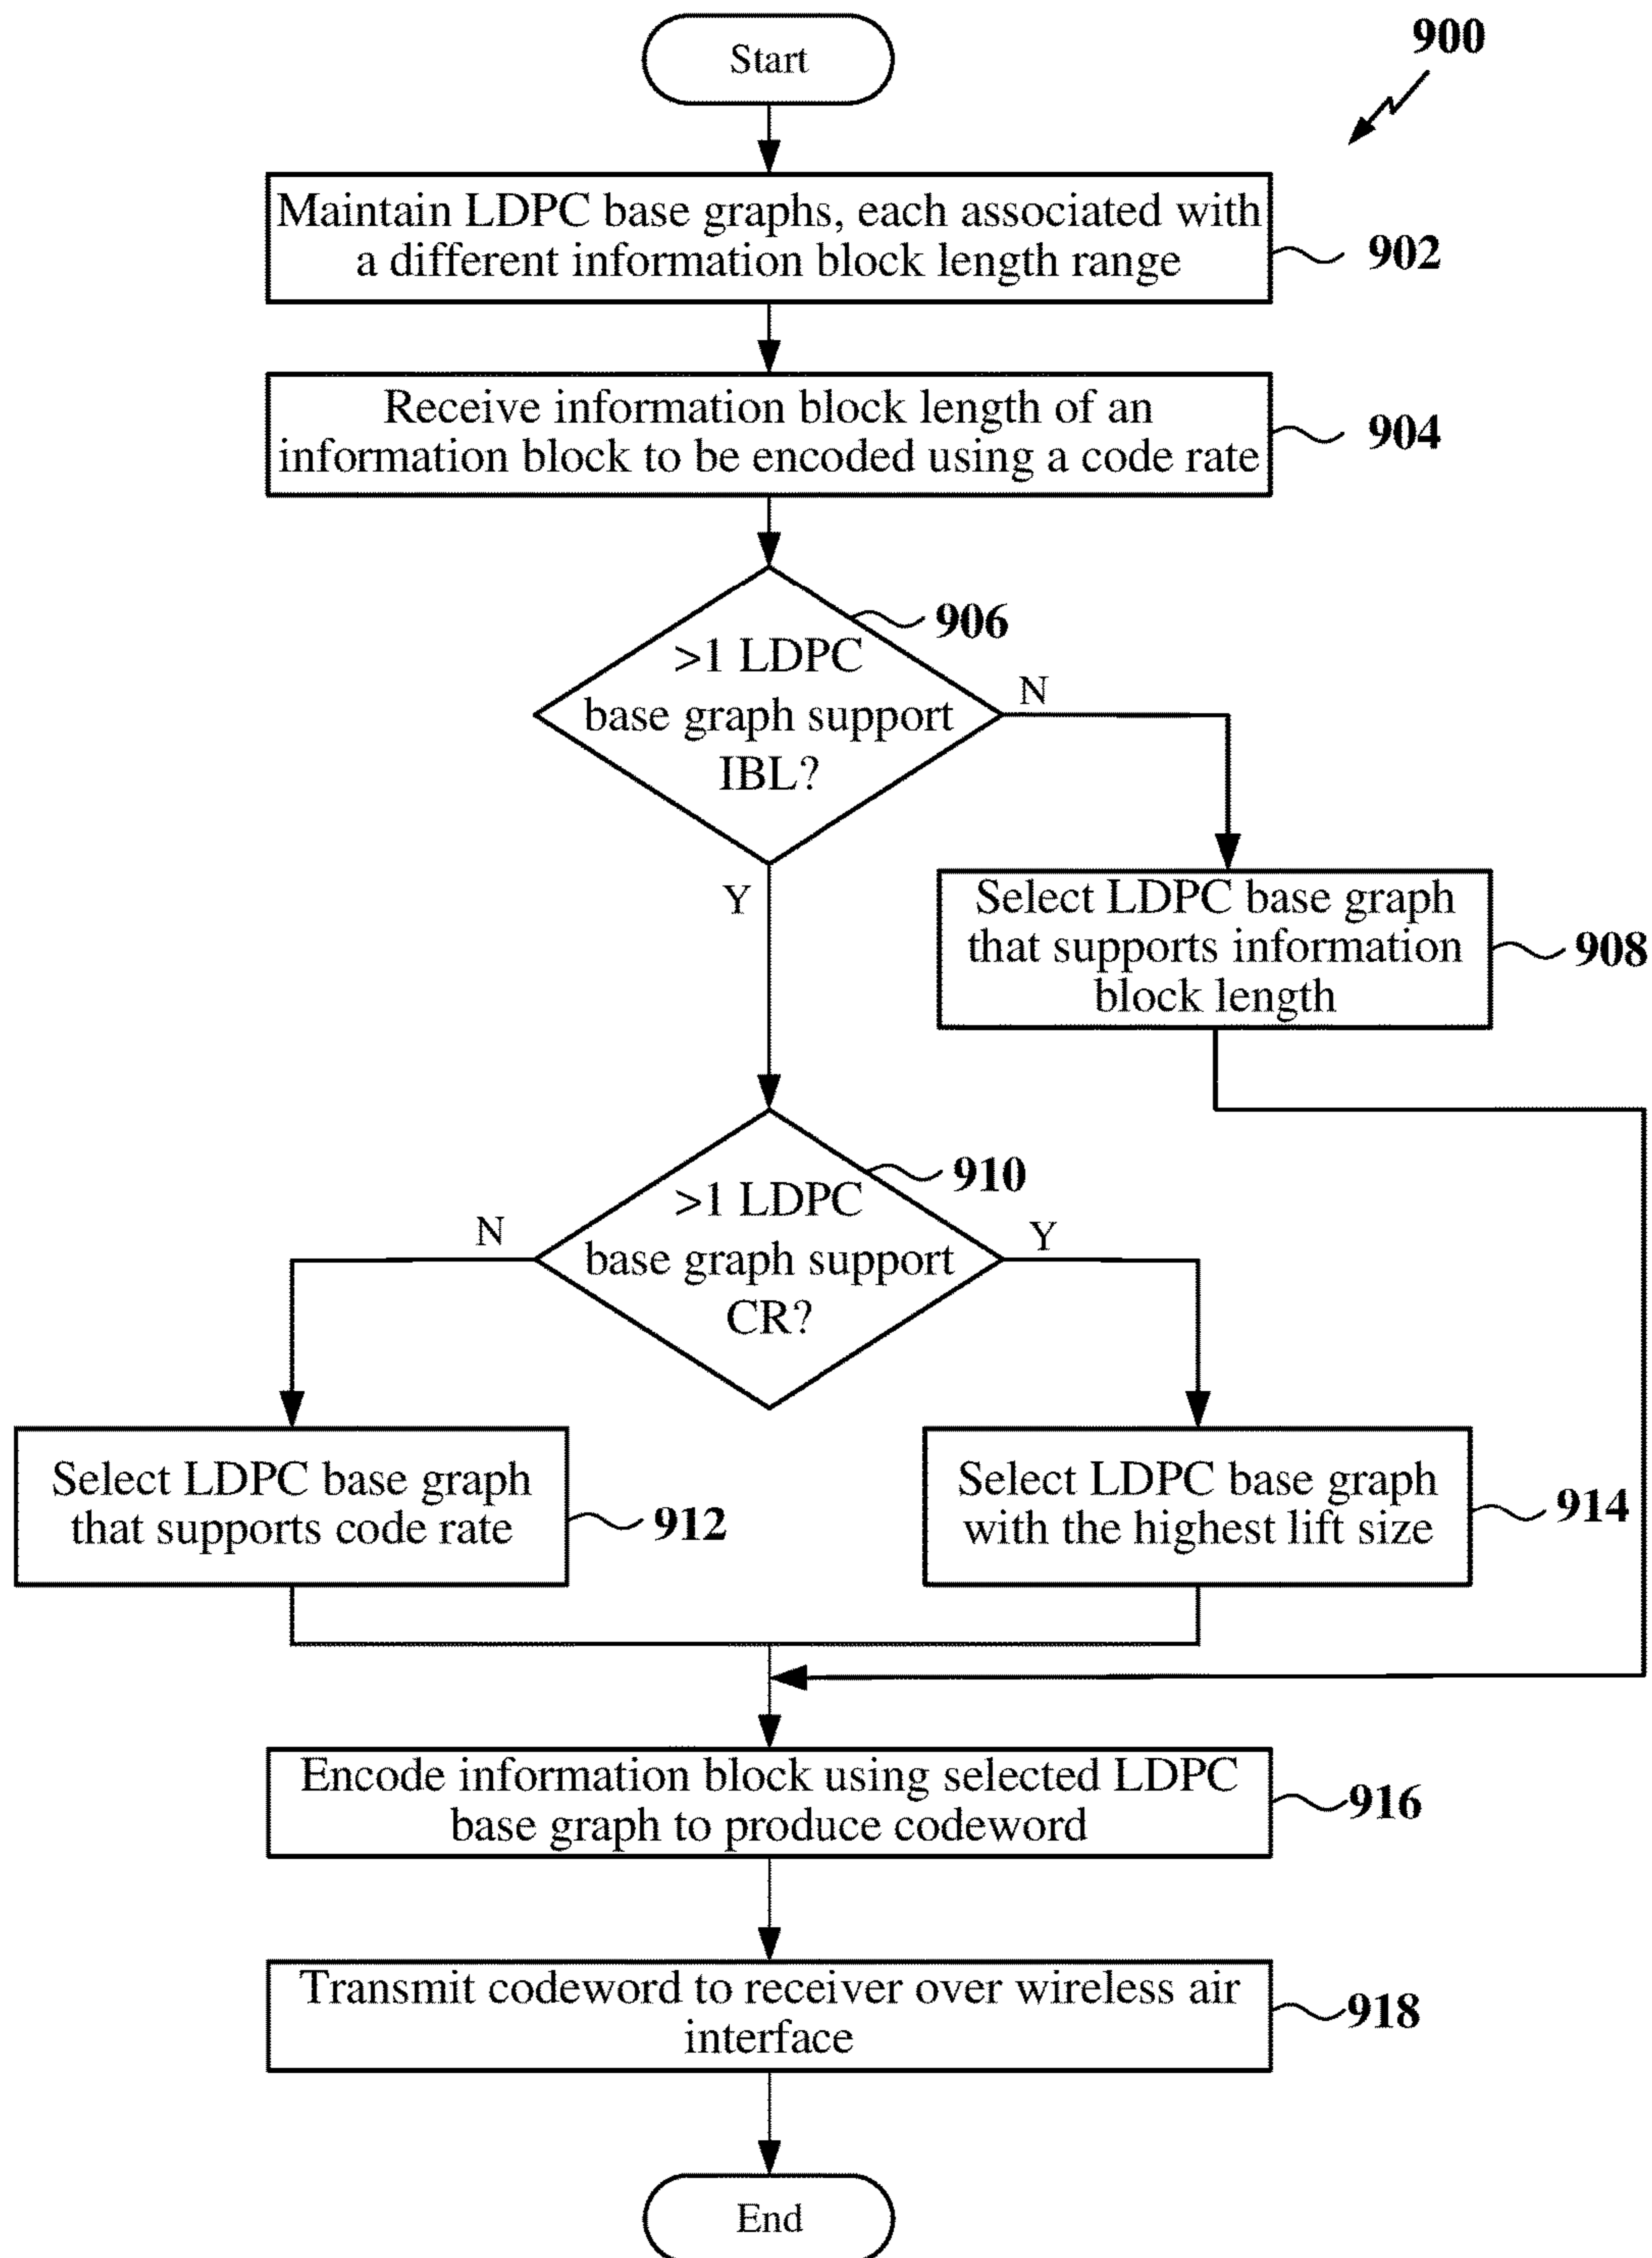 Start
900
Maintain LDPC base graphs, each associated with
a different information block length range
902
Receive information block length of an
information block to be encoded using a code rate
904
>1 LDPC
base graph support
IBL?
906
N
Y
Select LDPC base graph
that supports information
block length
908
>1 LDPC
base graph support
CR?
910
N
Y
Select LDPC base graph
that supports code rate
912
Select LDPC base graph
with the highest lift size
914
Encode information block using selected LDPC
base graph to produce codeword
916
Transmit codeword to receiver over wireless air
interface
918
End